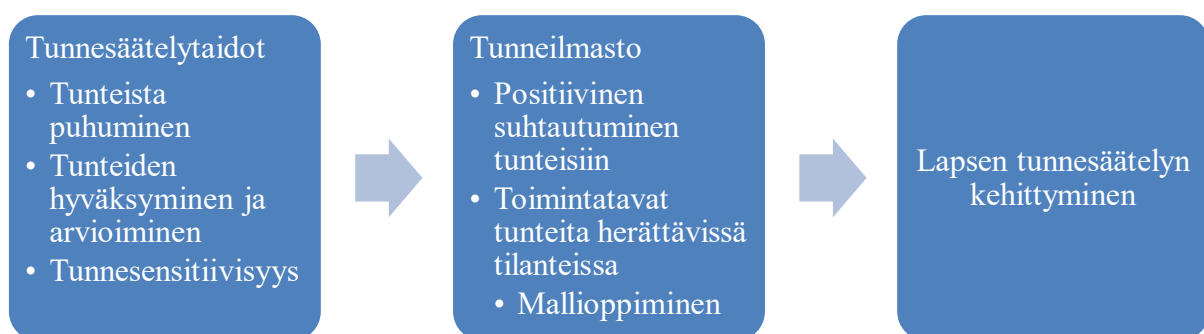 Tunnesäätelytaidot
• Tunteista
puhuminen
• Tunteiden
hyväksyminen ja
arvioiminen
• Tunnesensitiivisyys
Tunneilmasto
• Positiivinen
suhtautuminen
tunteisiin
• Toimintatavat
tunteita herättävissä
tilanteissa
• Mallioppiminen
Lapsen tunnesäätelyn
kehittyminen